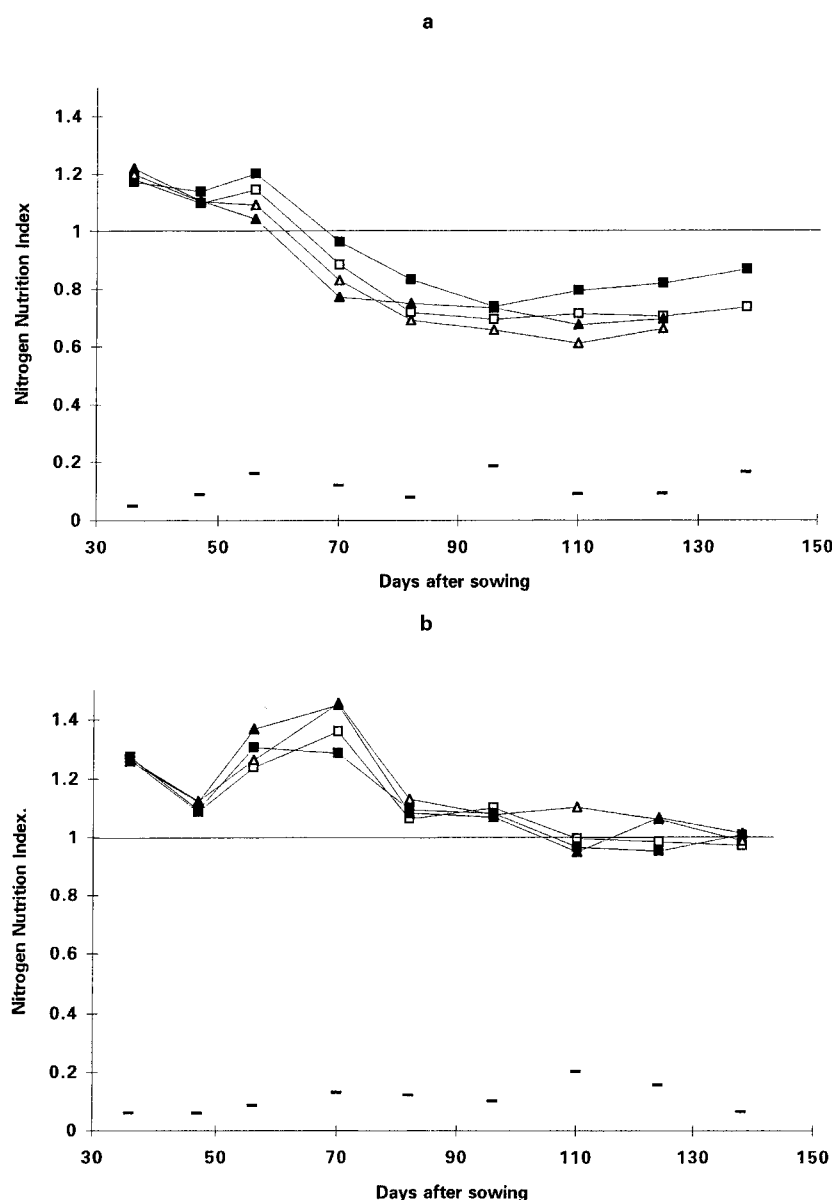 a
1.4
1.2
1
0.8
0.6
0.4
0.2
0
Nitrogen Nutrition Index
30 50 70 90 110 130 150
Days after sowing
b
1.4
1.2
1
0.8
0.6
0.4
0.2
0
Nitrogen Nutrition Index.
30 50 70 90 110 130 150
Days after sowing